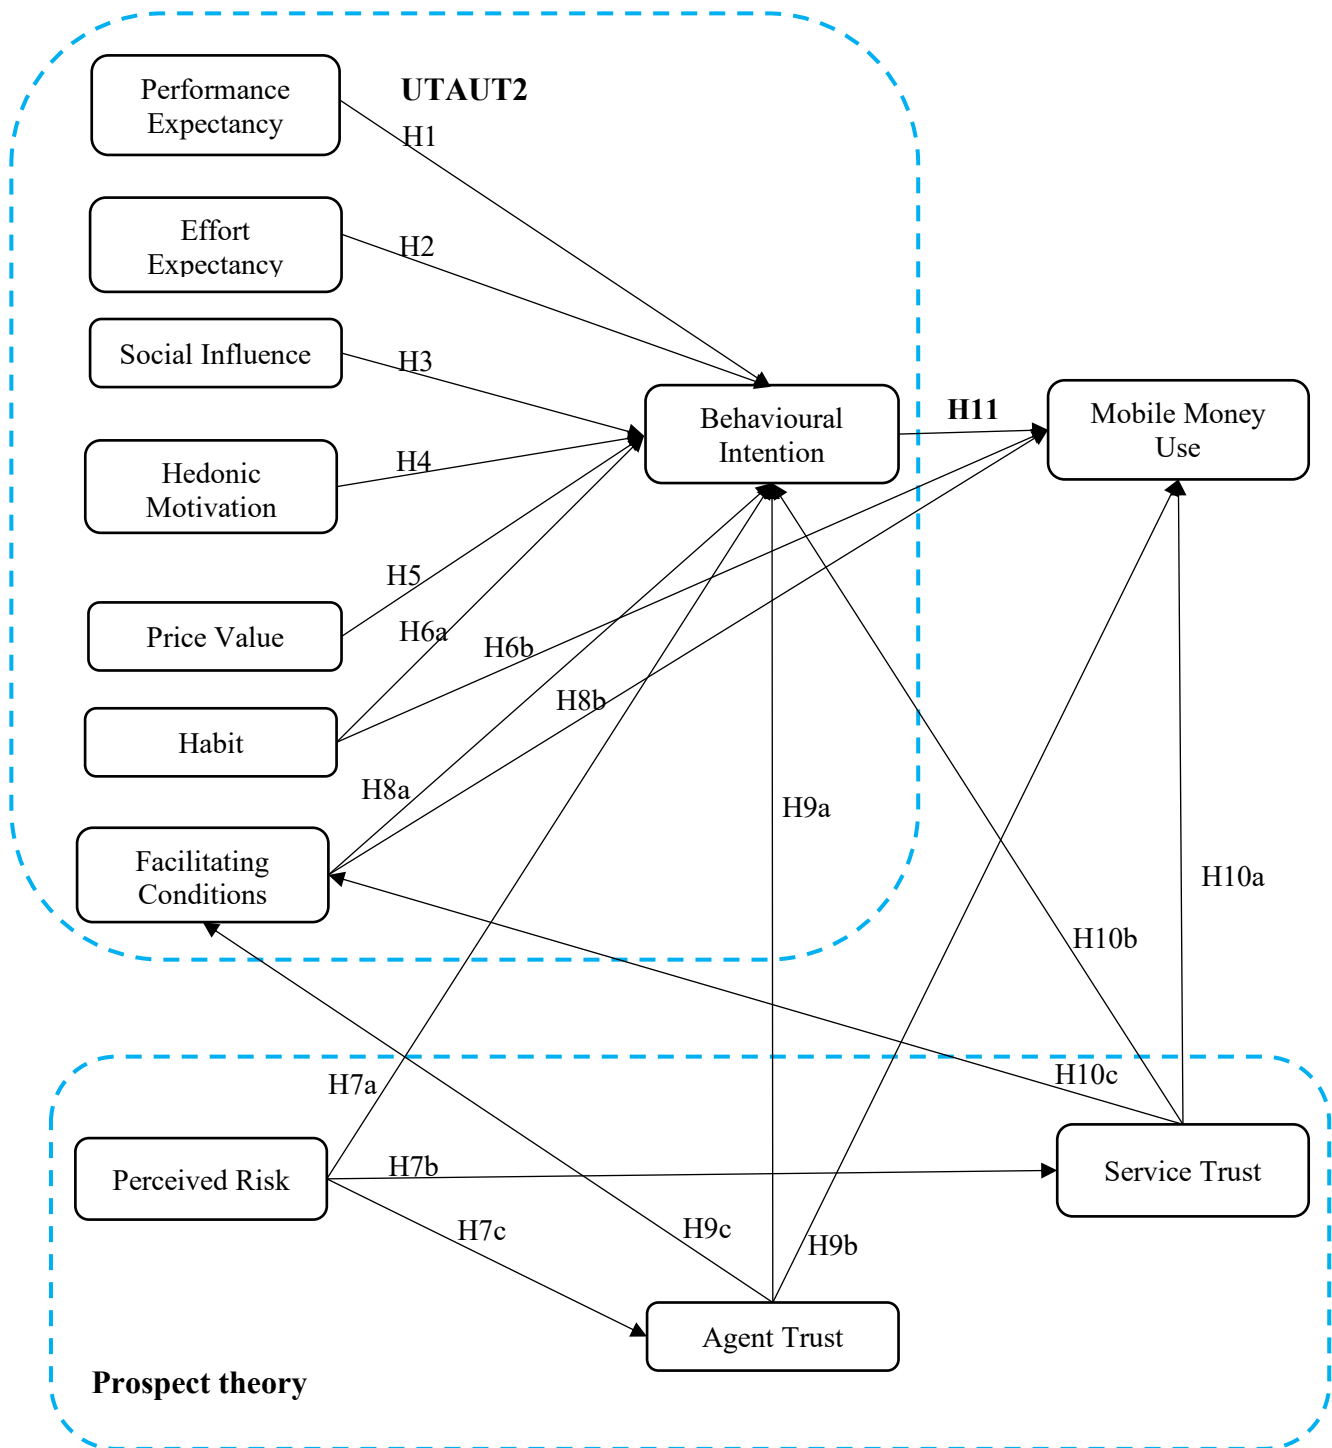 UTAUT2
Performance
Expectancy
H1
Effort
Expectancy
H2
Social Influence
H3
Hedonic
Motivation
H4
Behavioural
Intention
H11
Mobile Money
Use
H5
Price Value
H6a
H6b
Habit
H8b
H8a
H9a
Facilitating
Conditions
H10a
H10b
H10c
H7a
Perceived Risk
H7b
Service Trust
H7c
H9c
H9b
Agent Trust
Prospect theory